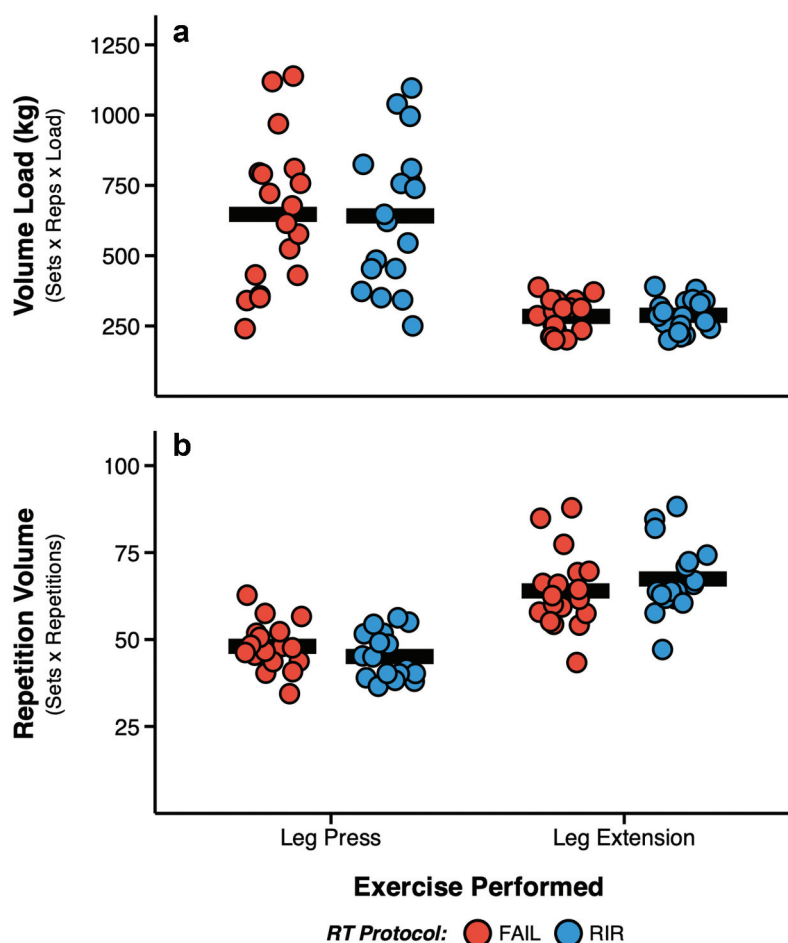 a
Volume Load (kg)
(Sets x Reps x Load)
1250
1000
750
500
250
b
Repetition Volume
(Sets x Repetitions)
100
75
50
25
Leg Press
Leg Extension
Exercise Performed
RT Protocol: FAIL RIR